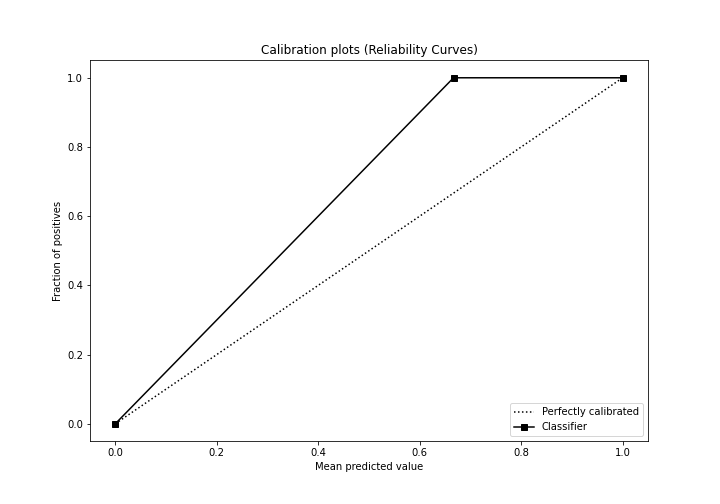 Calibration plots (Reliability Curves)
1.0
0.8
0.6
0.4
0.2
0.0
Fraction of positives
0.0 0.2 0.4 0.6 0.8 1.0
Mean predicted value
Perfectly calibrated
Classifier